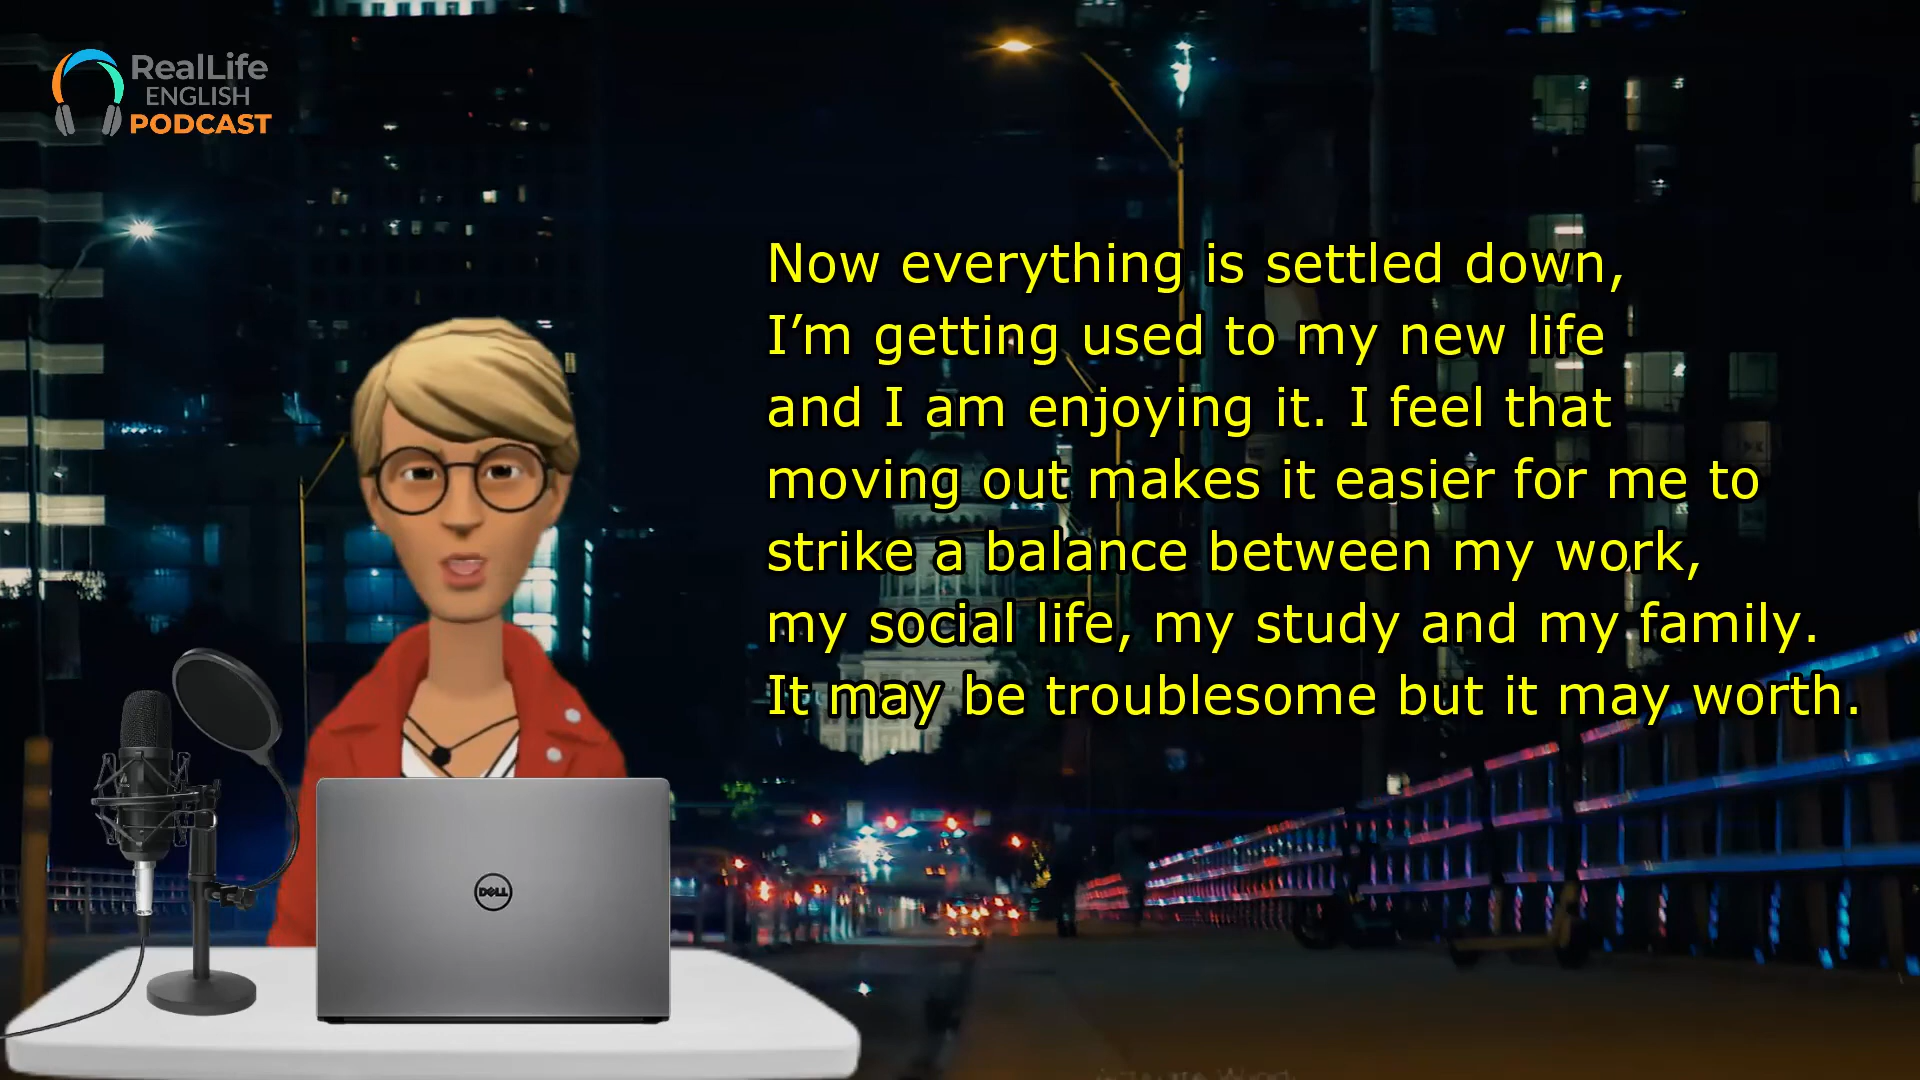 RealLife
ENGLISH
PODCAST
Now everything is settled down,
I’m getting used to my new life
and I am enjoying it. I feel that
moving out makes it easier for me to
strike a balance between my work,
my social life, my study and my family.
It may be troublesome but it may worth.
DELL